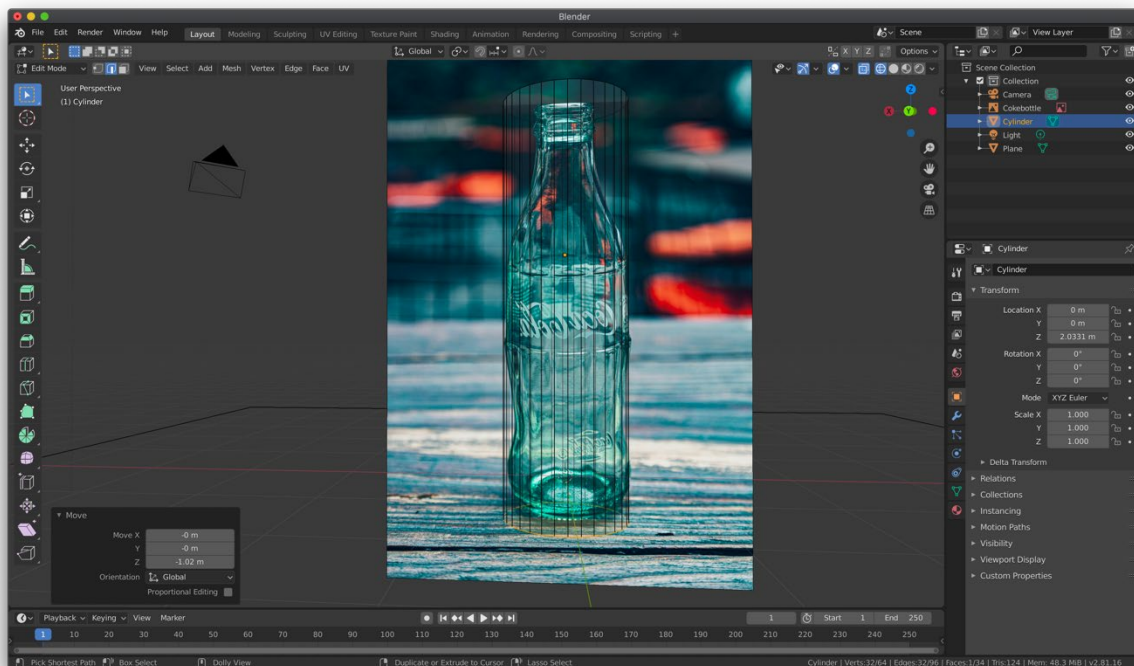 Blender
File Edit Render Window Help Layout Modeling Sculpting UV Editing Texture Paint Shading Animation Rendering Compositing Scripting + Scene View Layer
Global X Y Z Options
Edit Mode View Select Add Mesh Vertex Edge Face UV
User Perspective
(1) Cylinder
Z
X Y
Scene Collection
Collection
Camera
Cokebottle
Cylinder
Light
Plane
Cylinder
Cylinder
Transform
Location X 0 m
Y 0 m
Z 2.0331 m
Rotation X 0°
Y 0°
Z 0°
Mode XYZ Euler
Scale X 1.000
Y 1.000
Z 1.000
Delta Transform
Relations
Collections
Instancing
Motion Paths
Visibility
Viewport Display
Custom Properties
Coca-Cola
Move
Move X -0 m
Y -0 m
Z -1.02 m
Orientation Global
Proportional Editing
Playback Keying View Marker 1 Start 1 End 250
1 10 20 30 40 50 60 70 80 90 100 110 120 130 140 150 160 170 180 190 200 210 220 230 240 250
Pick Shortest Path Box Select Dolly View Duplicate or Extrude to Cursor Lasso Select Cylinder | Verts:32/64 | Edges:32/96 | Faces:1/34 | Tris:124 | Mem: 48.3 MiB | v2.81.16